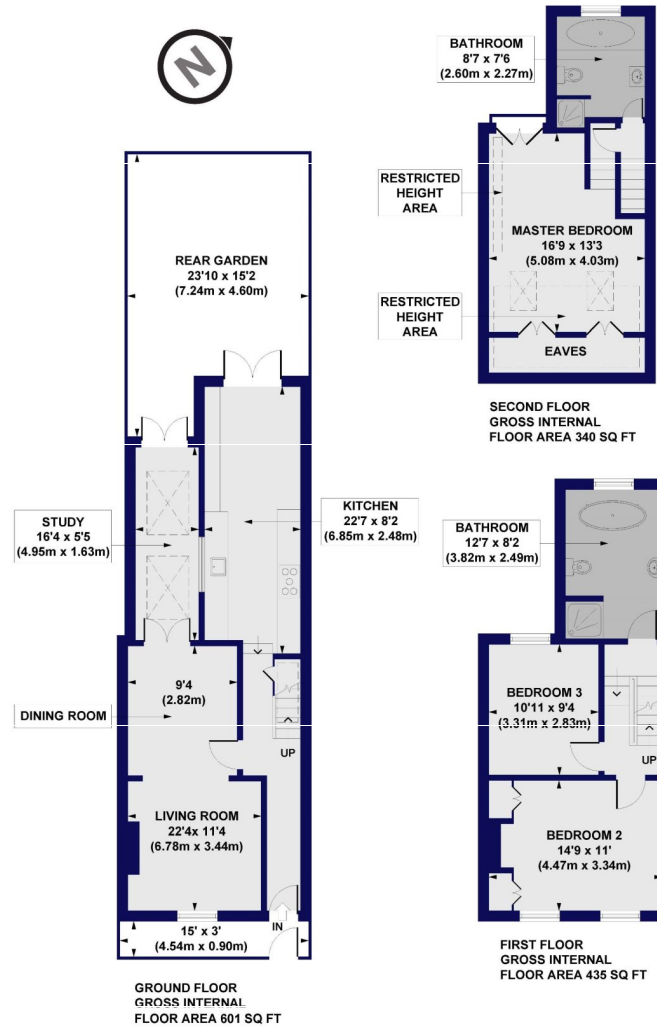 N
REAR GARDEN
23'10 x 15'2
(7.24m x 4.60m)
STUDY
16'4 x 5'5
(4.95m x 1.63m)
KITCHEN
22'7 x 8'2
(6.85m x 2.48m)
9'4
(2.82m)
DINING ROOM
UP
LIVING ROOM
22'4x 11'4
(6.78m x 3.44m)
IN
15' x 3'
(4.54m x 0.90m)
GROUND FLOOR
GROSS INTERNAL
FLOOR AREA 601 SQ FT
BATHROOM
8'7 x 7'6
(2.60m x 2.27m)
RESTRICTED
HEIGHT
AREA
MASTER BEDROOM
16'9 x 13'3
(5.08m x 4.03m)
RESTRICTED
HEIGHT
AREA
EAVES
SECOND FLOOR
GROSS INTERNAL
FLOOR AREA 340 SQ FT
BATHROOM
12'7 x 8'2
(3.82m x 2.49m)
BEDROOM 3
10'11 x 9'4
(3.31m x 2.83m)
UP
BEDROOM 2
14'9 x 11'
(4.47m x 3.34m)
FIRST FLOOR
GROSS INTERNAL
FLOOR AREA 435 SQ FT